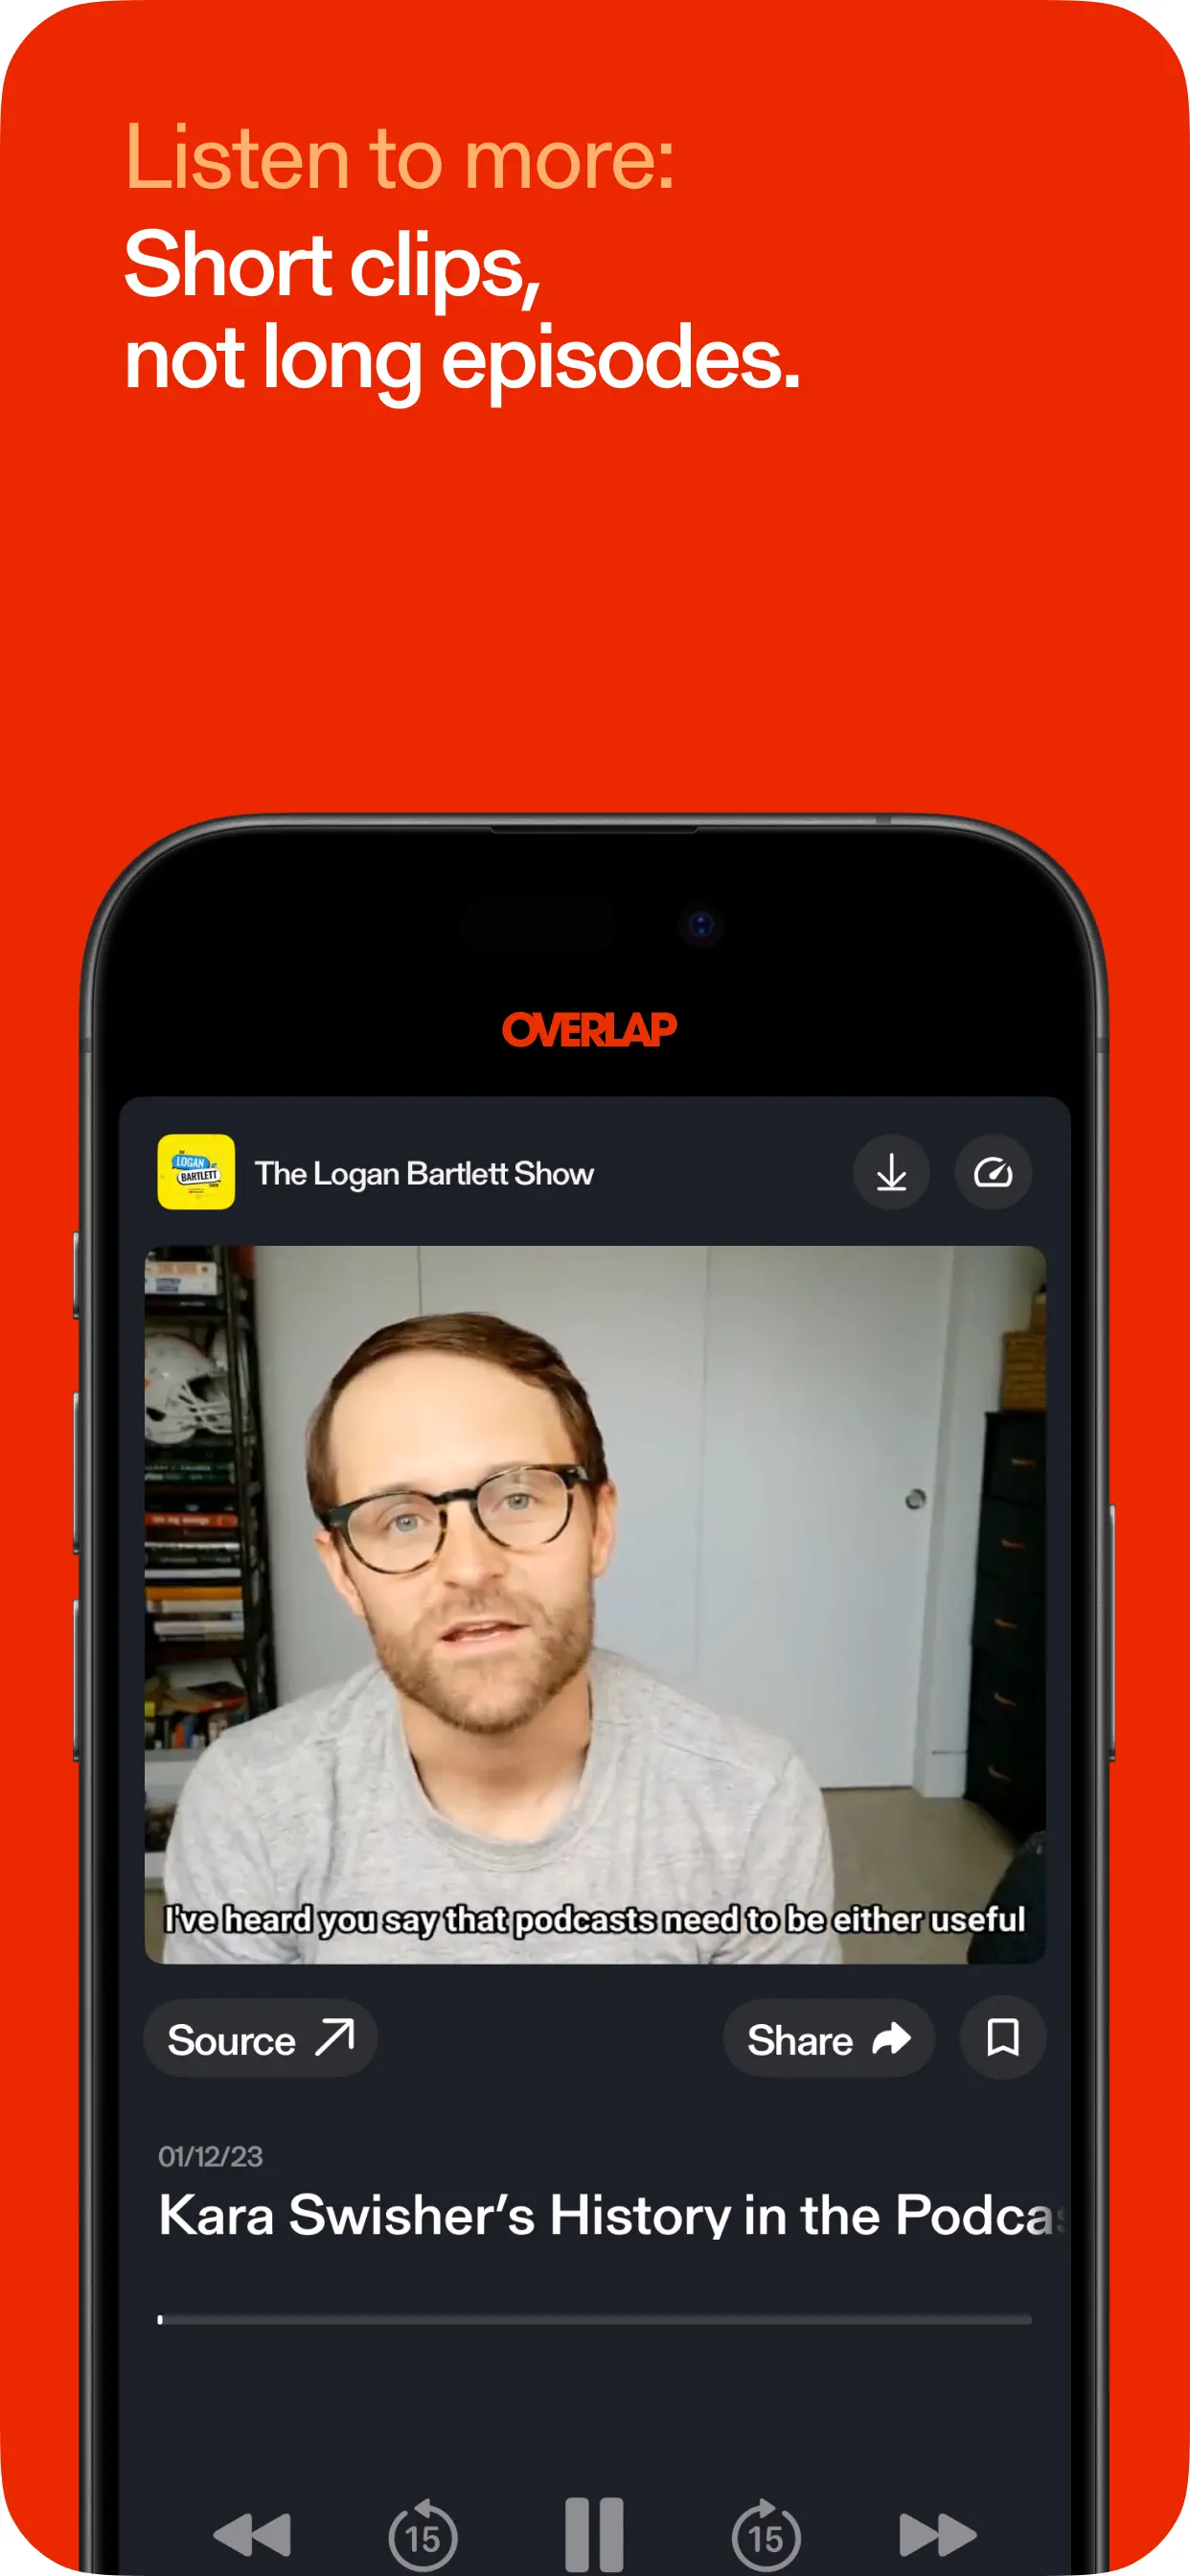 Listen to more:
Short clips,
not long episodes.
OVERLAP
LOGAN
BARTLETT
The Logan Bartlett Show
I've heard you say that podcasts need to be either useful
Source
Share
01/12/23
Kara Swisher’s History in the Podcas
15
15